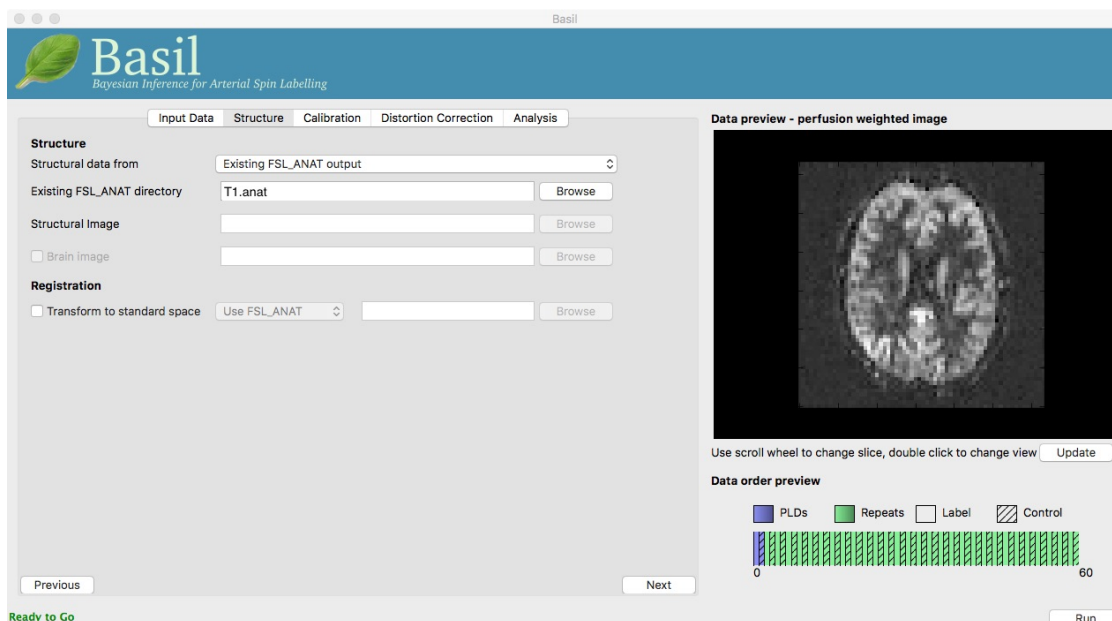 Basil
Basil
Bayesian Inference for Arterial Spin Labelling
Input Data Structure Calibration Distortion Correction Analysis
Structure
Structural data from Existing FSL_ANAT output
Existing FSL_ANAT directory T1.anat Browse
Structural Image Browse
Brain image Browse
Registration
Transform to standard space Use FSL_ANAT Browse
Previous Next
Ready to Go
Data preview - perfusion weighted image
Use scroll wheel to change slice, double click to change view Update
Data order preview
PLDs Repeats Label Control
0 60
Run